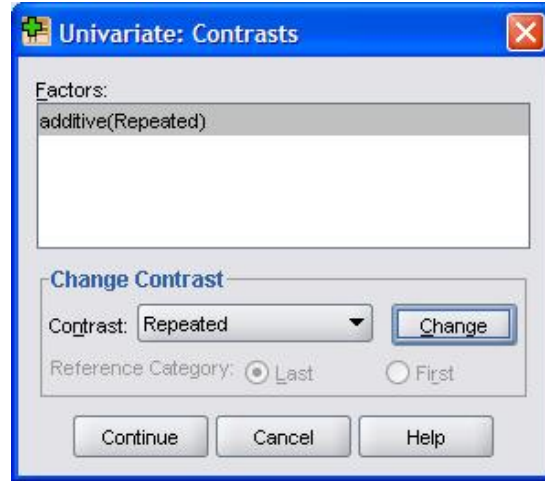 Univariate: Contrasts
Factors:
additive(Repeated)
Change Contrast
Contrast: Repeated Change
Reference Category: Last First
Continue Cancel Help